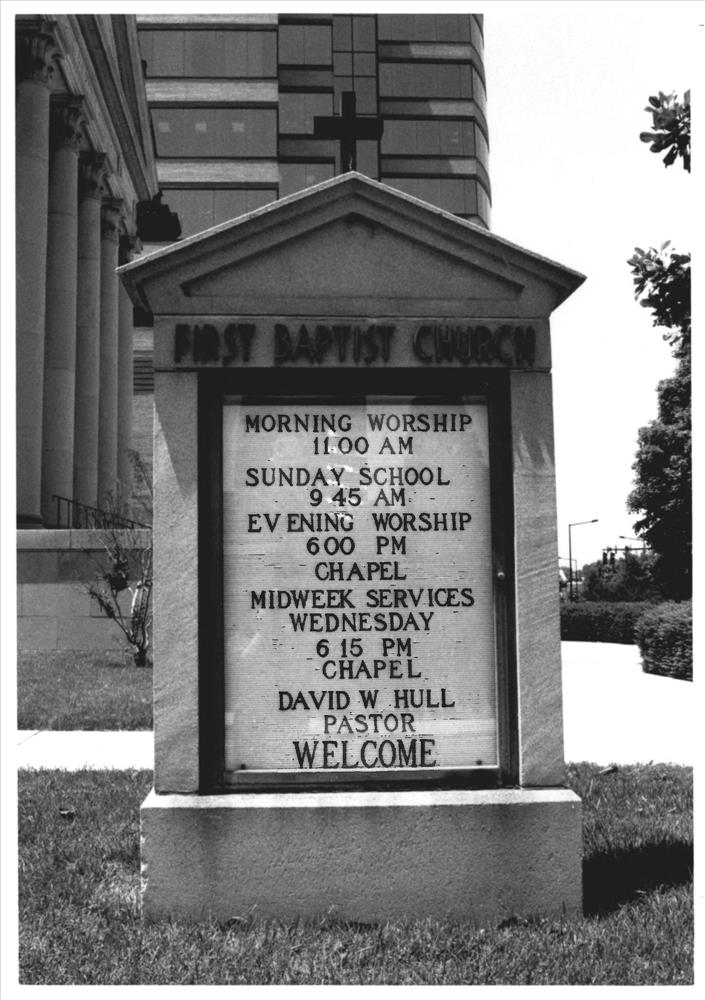 FIRST BAPTIST CHURCH
MORNING WORSHIP
11.00 AM
SUNDAY SCHOOL
9 45 AM
EVENING WORSHIP
6 00 PM
CHAPEL
MIDWEEK SERVICES
WEDNESDAY
6 15 PM
CHAPEL
DAVID W HULL
PASTOR
WELCOME